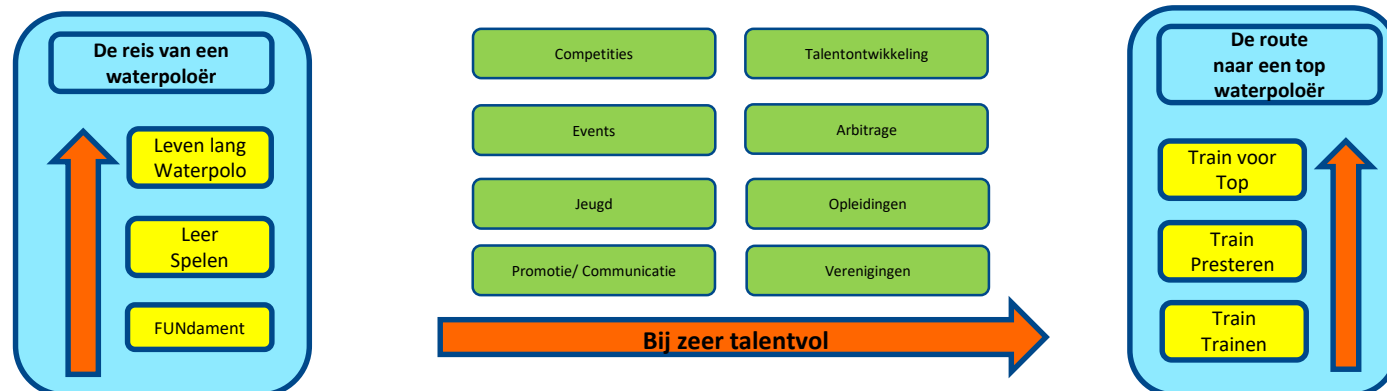 De reis van een
waterpoloër
Leven lang
Waterpolo
Leer
Spelen
FUNdament
Competities
Talentontwikkeling
Events
Arbitrage
Jeugd
Opleidingen
Promotie/ Communicatie
Verenigingen
Bij zeer talentvol
De route
naar een top
waterpoloër
Train voor
Top
Train
Presteren
Train
Trainen